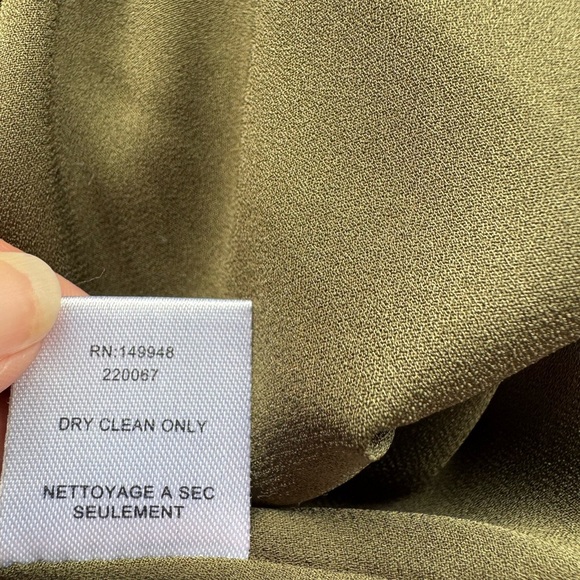 RN:149948
220067
DRY CLEAN ONLY
NETTOYAGE A SEC
SEULEMENT